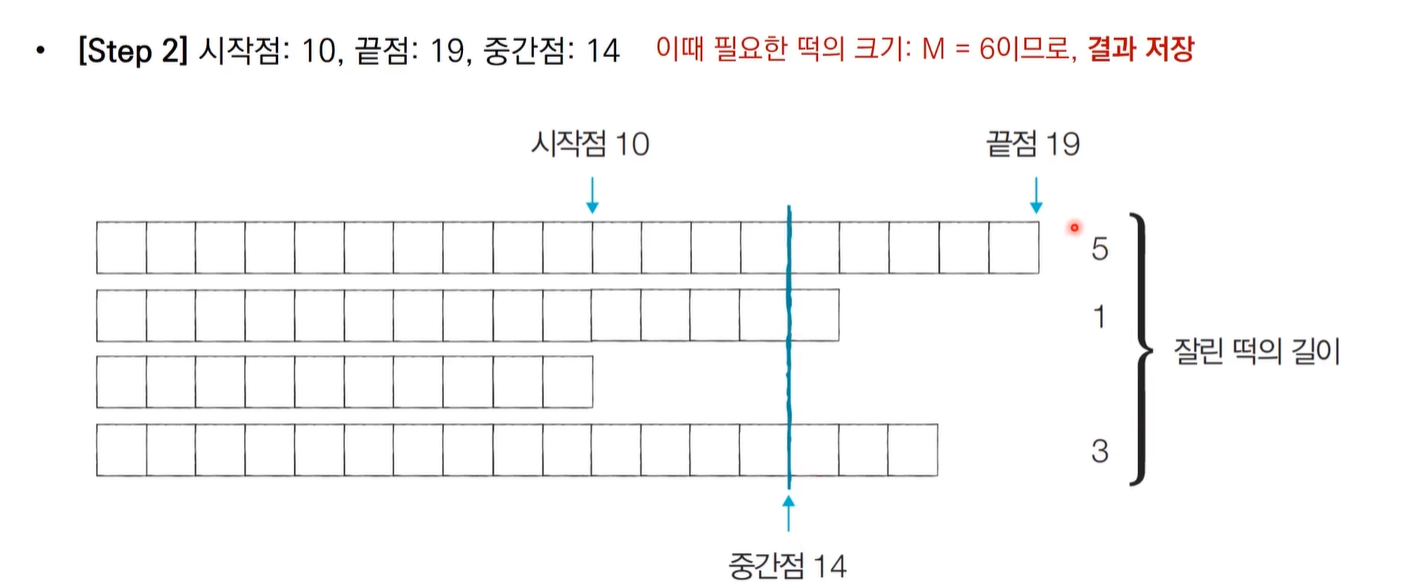 • [Step 2] 시작점: 10, 끝점: 19, 중간점: 14 이때 필요한 떡의 크기: M = 6이므로, 결과 저장
시작점 10 끝점 19
5
1
잘린 떡의 길이
3
중간점 14